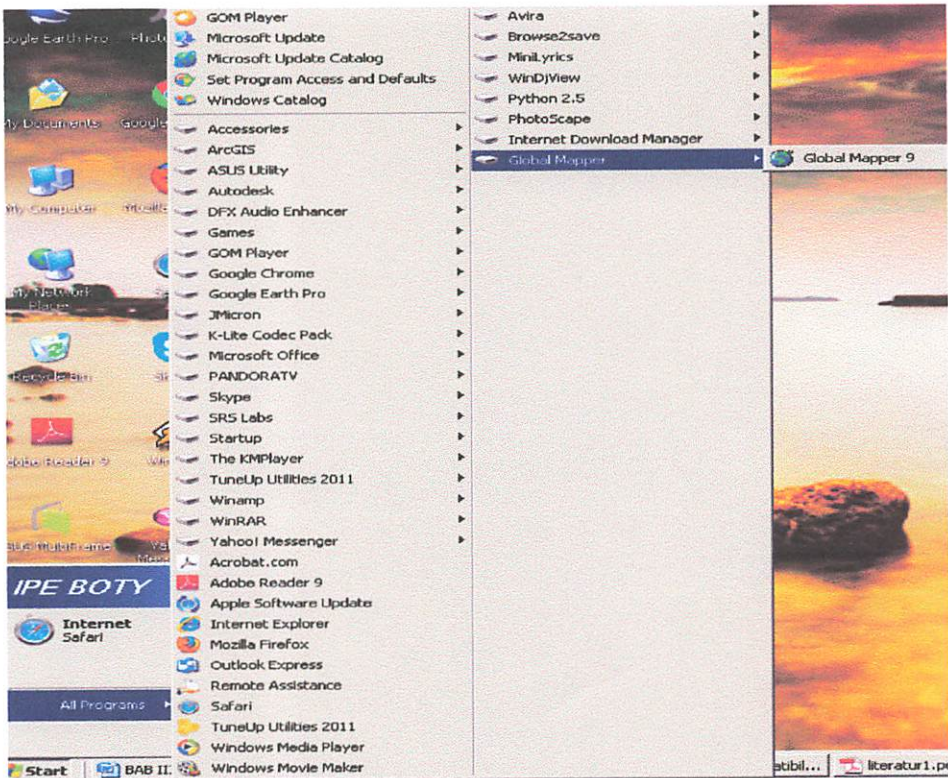 GOM Player
Microsoft Update
Microsoft Update Catalog
Set Program Access and Defaults
Windows Catalog
Accessories
ArcGIS
ASUS Utility
Autodesk
DFX Audio Enhancer
Games
GOM Player
Google Chrome
Google Earth Pro
JMicron
K-Lite Codec Pack
Microsoft Office
PANDORATV
Skype
SRS Labs
Startup
The KMPlayer
TuneUp Utilities 2011
Winamp
WinRAR
Yahoo! Messenger
Acrobat.com
Adobe Reader 9
Apple Software Update
Internet Explorer
Mozilla Firefox
Outlook Express
Remote Assistance
Safari
TuneUp Utilities 2011
Windows Media Player
Windows Movie Maker
Avira
Browse2save
MiniLyrics
WinDjView
Python 2.5
PhotoScape
Internet Download Manager
Global Mapper
Global Mapper 9
oogle Earth Pro
My Documents
Google
My Computer
Mozilla
My Network
Places
Recycle Bin
dobe Reader 9
SUS MultiFrame
IPE BOTY
Internet
Safari
All Programs
Start
BAB II
atibil...
literatur1.p